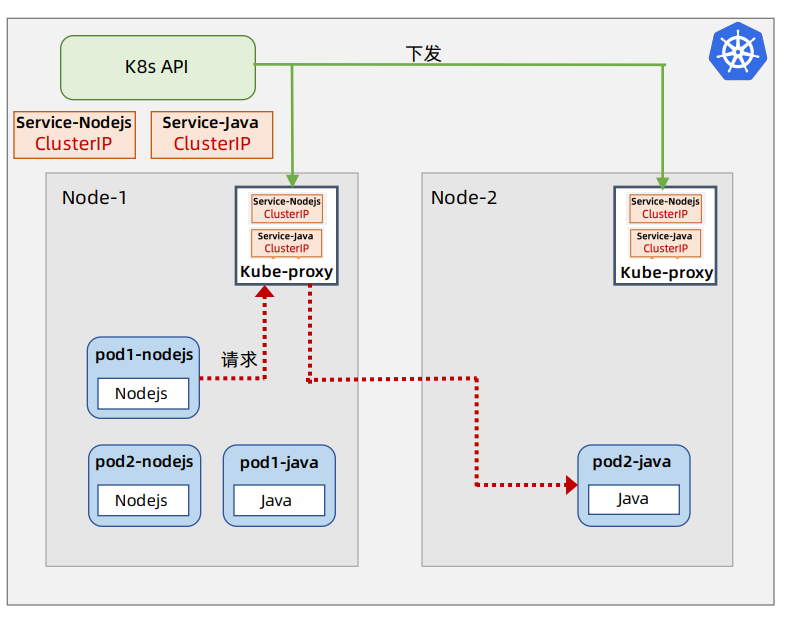 下发
K8s API
Service-Nodejs
ClusterIP
Service-Java
ClusterIP
Node-1
Service-Nodejs
ClusterIP
Service-Java
ClusterIP
Kube-proxy
请求
pod1-nodejs
Nodejs
pod2-nodejs
Nodejs
pod1-java
Java
Node-2
Service-Nodejs
ClusterIP
Service-Java
ClusterIP
Kube-proxy
pod2-java
Java